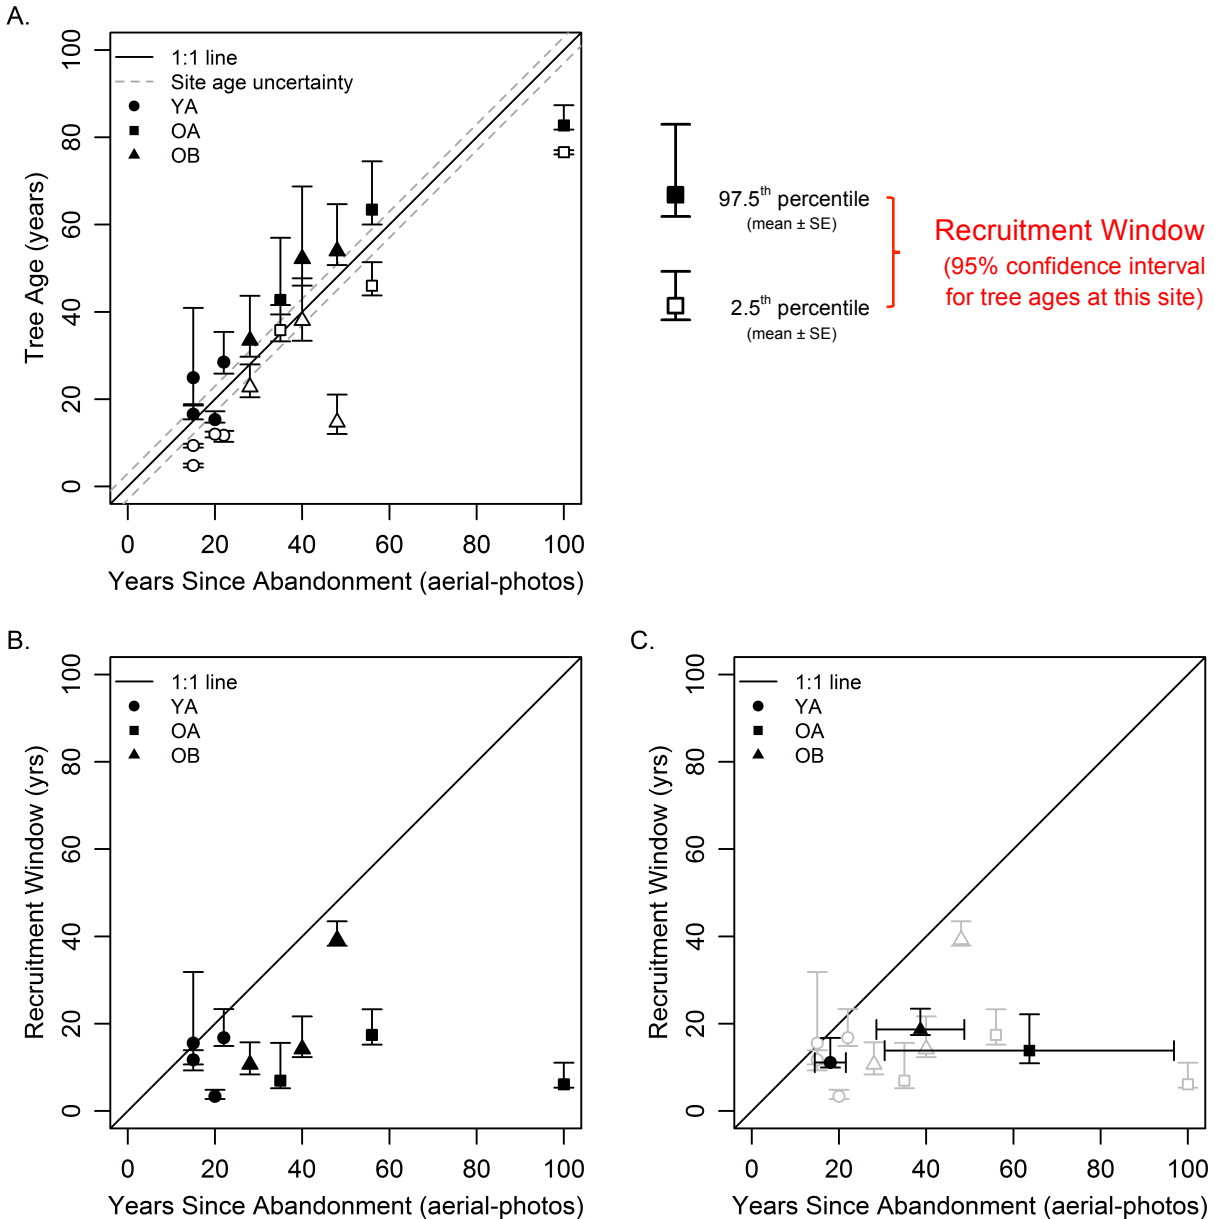 A.
1:1 line
Site age uncertainty
YA
OA
OB
0
20
40
60
80
100
Tree Age (years)
0 20 40 60 80 100
Years Since Abandonment (aerial-photos)
97.5th percentile
(mean ± SE)
2.5th percentile
(mean ± SE)
Recruitment Window
(95% confidence interval
for tree ages at this site)
B.
1:1 line
YA
OA
OB
0
20
40
60
80
100
Recruitment Window (yrs)
0 20 40 60 80 100
Years Since Abandonment (aerial-photos)
C.
1:1 line
YA
OA
OB
0
20
40
60
80
100
Recruitment Window (yrs)
0 20 40 60 80 100
Years Since Abandonment (aerial-photos)